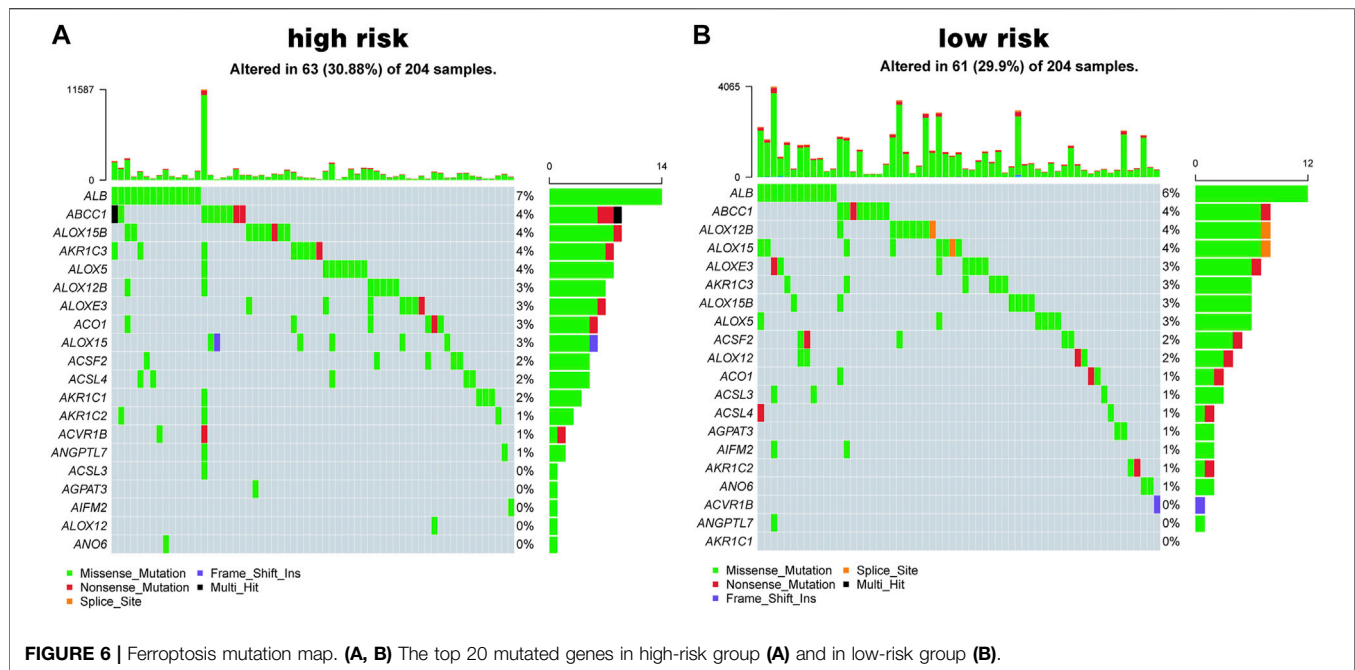 A
high risk
Altered in 63 (30.88%) of 204 samples.
11587
0
0
14
ALB 7%
ABCC1 4%
ALOX15B 4%
AKR1C3 4%
ALOX5 4%
ALOX12B 3%
ALOXE3 3%
ACO1 3%
ALOX15 3%
ACSF2 2%
ACSL4 2%
AKR1C1 2%
AKR1C2 1%
ACVR1B 1%
ANGPTL7 1%
ACSL3 0%
AGPAT3 0%
AIFM2 0%
ALOX12 0%
ANO6 0%
Missense_Mutation
Nonsense_Mutation
Splice_Site
Frame_Shift_Ins
Multi_Hit
B
low risk
Altered in 61 (29.9%) of 204 samples.
4065
0
0
12
ALB 6%
ABCC1 4%
ALOX12B 4%
ALOX15 4%
ALOXE3 3%
AKR1C3 3%
ALOX15B 3%
ALOX5 3%
ACSF2 2%
ALOX12 2%
ACO1 1%
ACSL3 1%
ACSL4 1%
AGPAT3 1%
AIFM2 1%
AKR1C2 1%
ANO6 1%
ACVR1B 0%
ANGPTL7 0%
AKR1C1 0%
Missense_Mutation
Nonsense_Mutation
Frame_Shift_Ins
Splice_Site
Multi_Hit
FIGURE 6 | Ferroptosis mutation map. (A, B) The top 20 mutated genes in high-risk group (A) and in low-risk group (B).